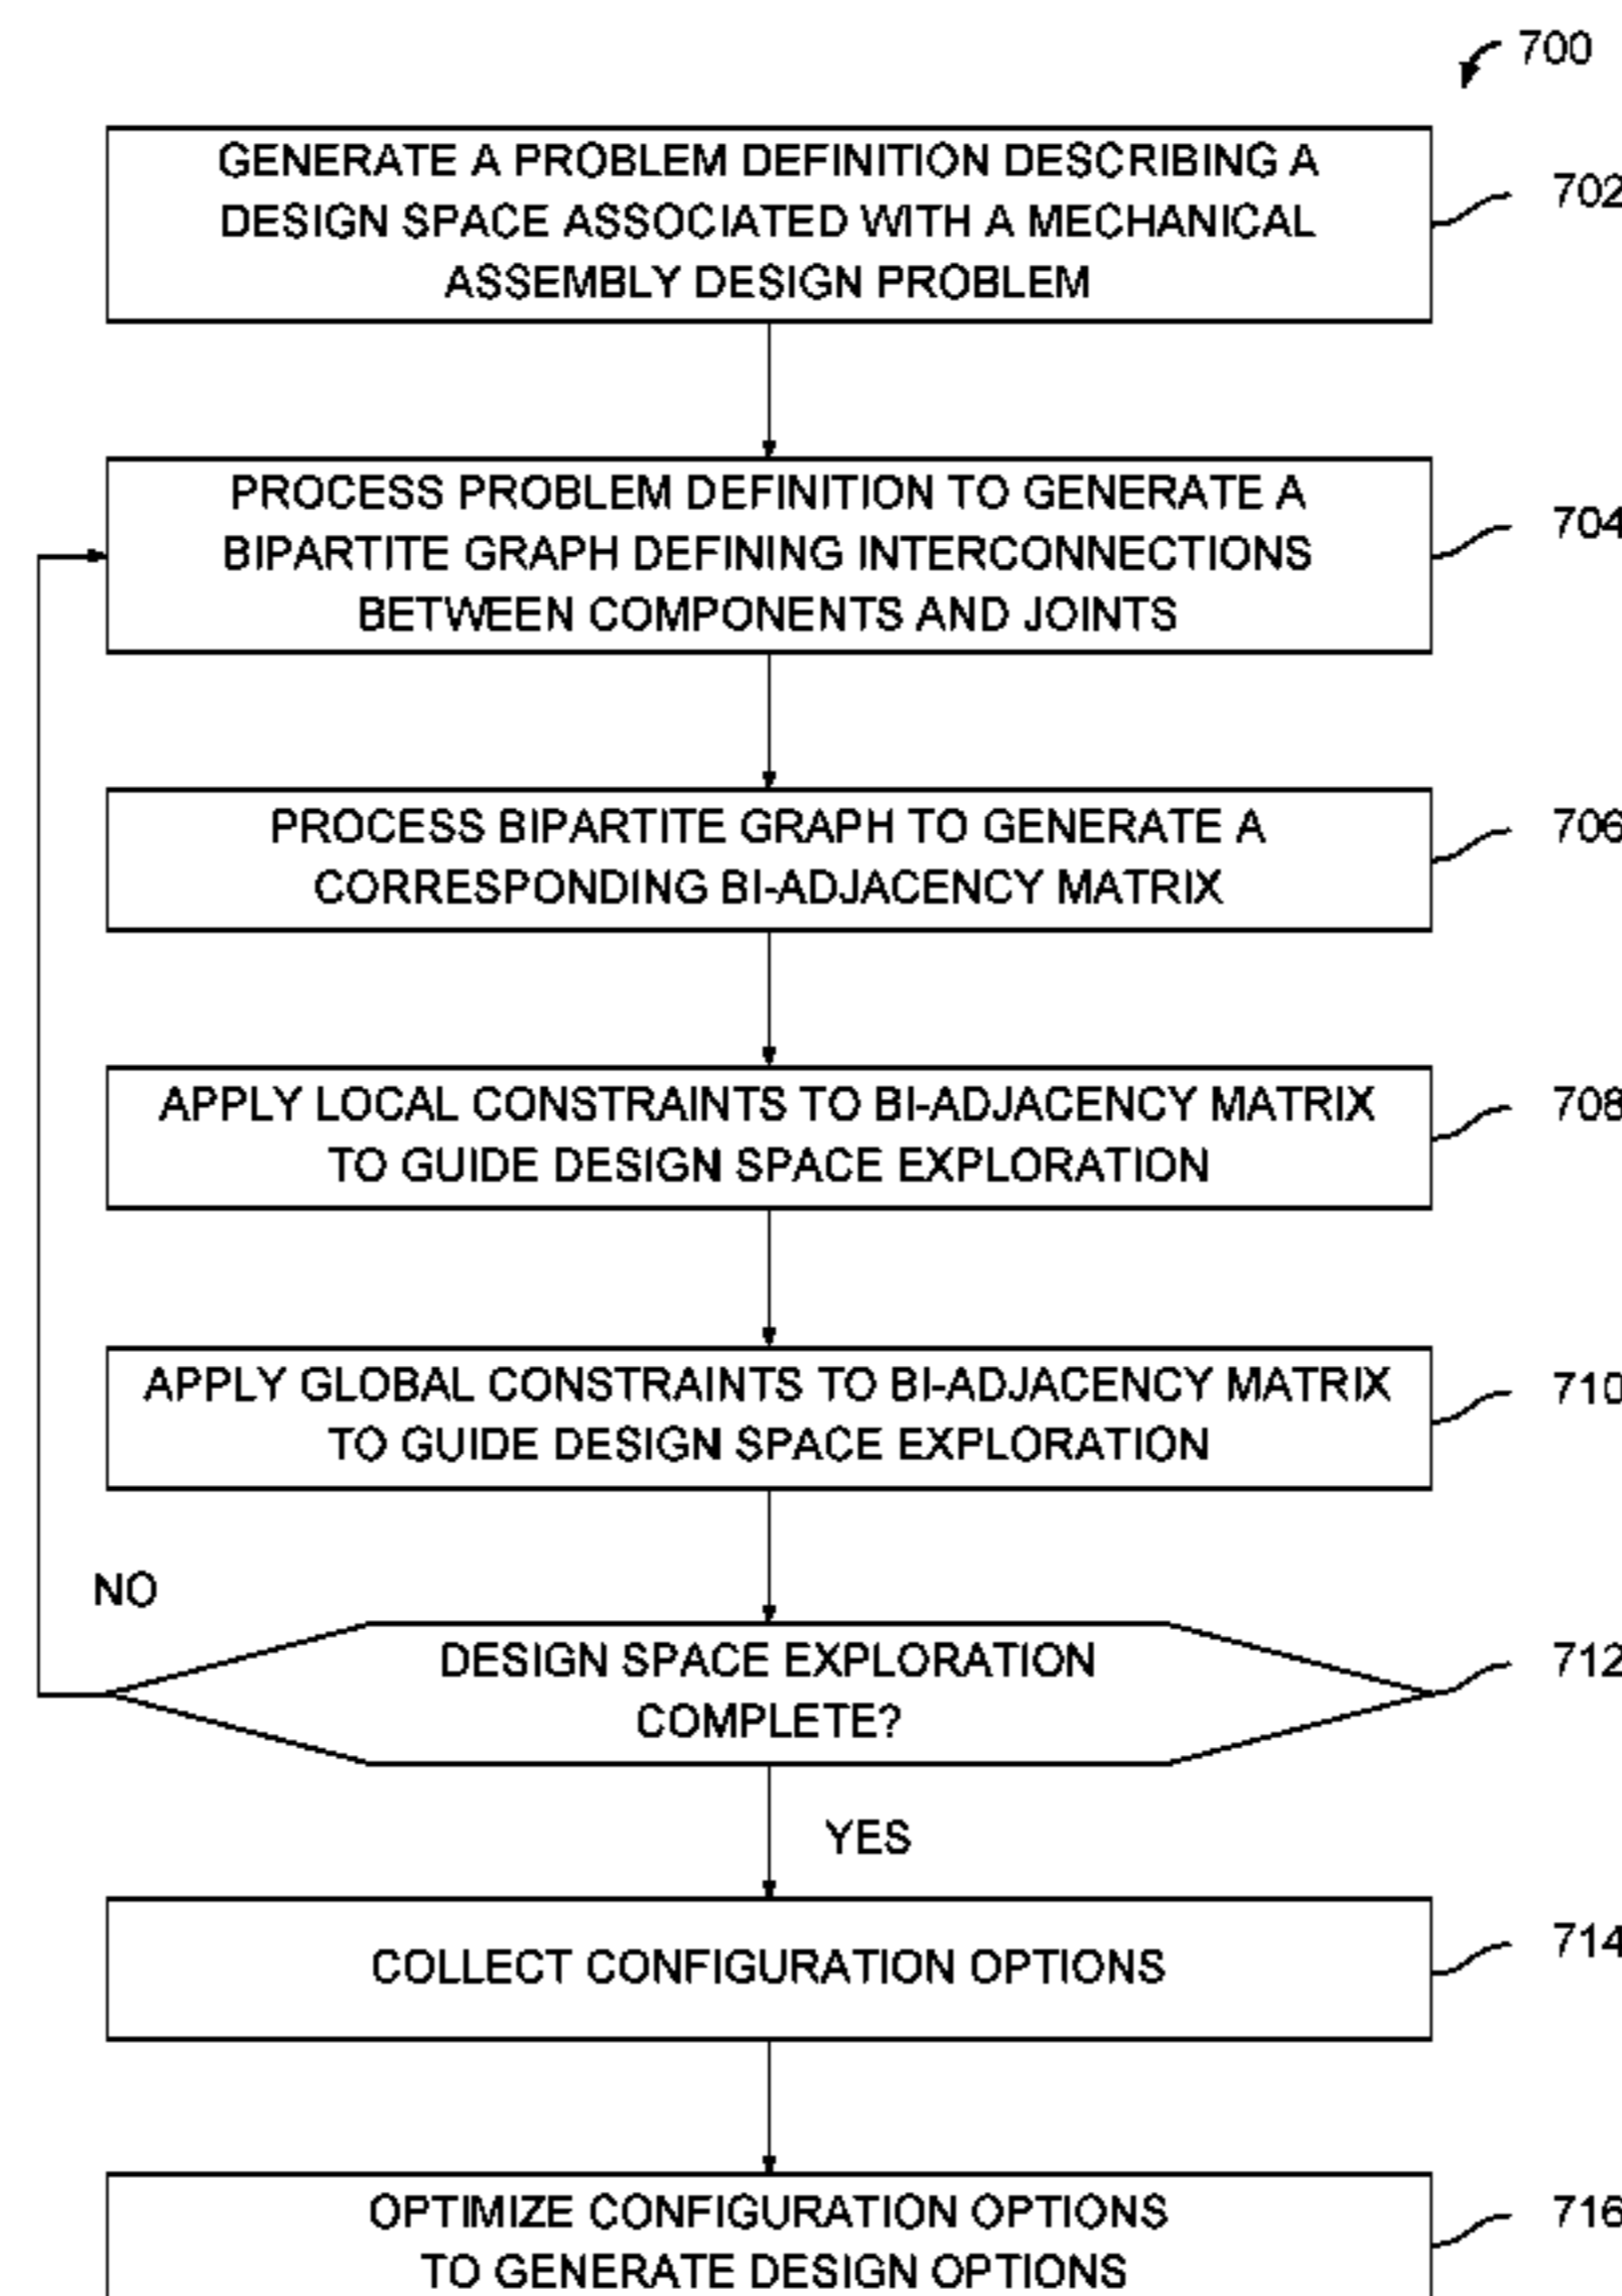 700
GENERATE A PROBLEM DEFINITION DESCRIBING A
DESIGN SPACE ASSOCIATED WITH A MECHANICAL
ASSEMBLY DESIGN PROBLEM
702
PROCESS PROBLEM DEFINITION TO GENERATE A
BIPARTITE GRAPH DEFINING INTERCONNECTIONS
BETWEEN COMPONENTS AND JOINTS
704
PROCESS BIPARTITE GRAPH TO GENERATE A
CORRESPONDING BI-ADJACENCY MATRIX
706
APPLY LOCAL CONSTRAINTS TO BI-ADJACENCY MATRIX
TO GUIDE DESIGN SPACE EXPLORATION
708
APPLY GLOBAL CONSTRAINTS TO BI-ADJACENCY MATRIX
TO GUIDE DESIGN SPACE EXPLORATION
710
NO
DESIGN SPACE EXPLORATION
COMPLETE?
712
YES
COLLECT CONFIGURATION OPTIONS
714
OPTIMIZE CONFIGURATION OPTIONS
TO GENERATE DESIGN OPTIONS
716